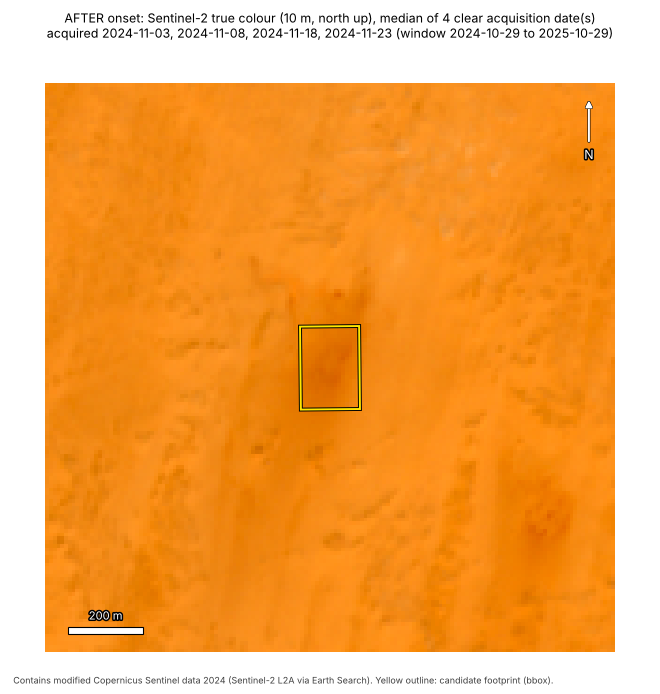 AFTER onset: Sentinel-2 true colour (10 m, north up), median of 4 clear acquisition date(s)
acquired 2024-11-03, 2024-11-08, 2024-11-18, 2024-11-23 (window 2024-10-29 to 2025-10-29)
N
200 m
Contains modified Copernicus Sentinel data 2024 (Sentinel-2 L2A via Earth Search). Yellow outline: candidate footprint (bbox).